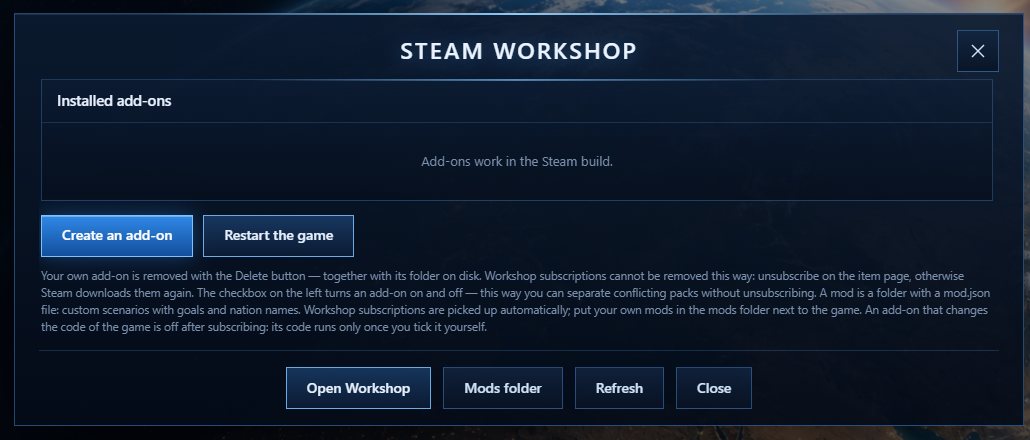 STEAM WORKSHOP
Installed add-ons
Add-ons work in the Steam build.
Create an add-on
Restart the game
Your own add-on is removed with the Delete button — together with its folder on disk. Workshop subscriptions cannot be removed this way: unsubscribe on the item page, otherwise
Steam downloads them again. The checkbox on the left turns an add-on on and off — this way you can separate conflicting packs without unsubscribing. A mod is a folder with a mod.json
file: custom scenarios with goals and nation names. Workshop subscriptions are picked up automatically; put your own mods in the mods folder next to the game. An add-on that changes
the code of the game is off after subscribing: its code runs only once you tick it yourself.
Open Workshop
Mods folder
Refresh
Close